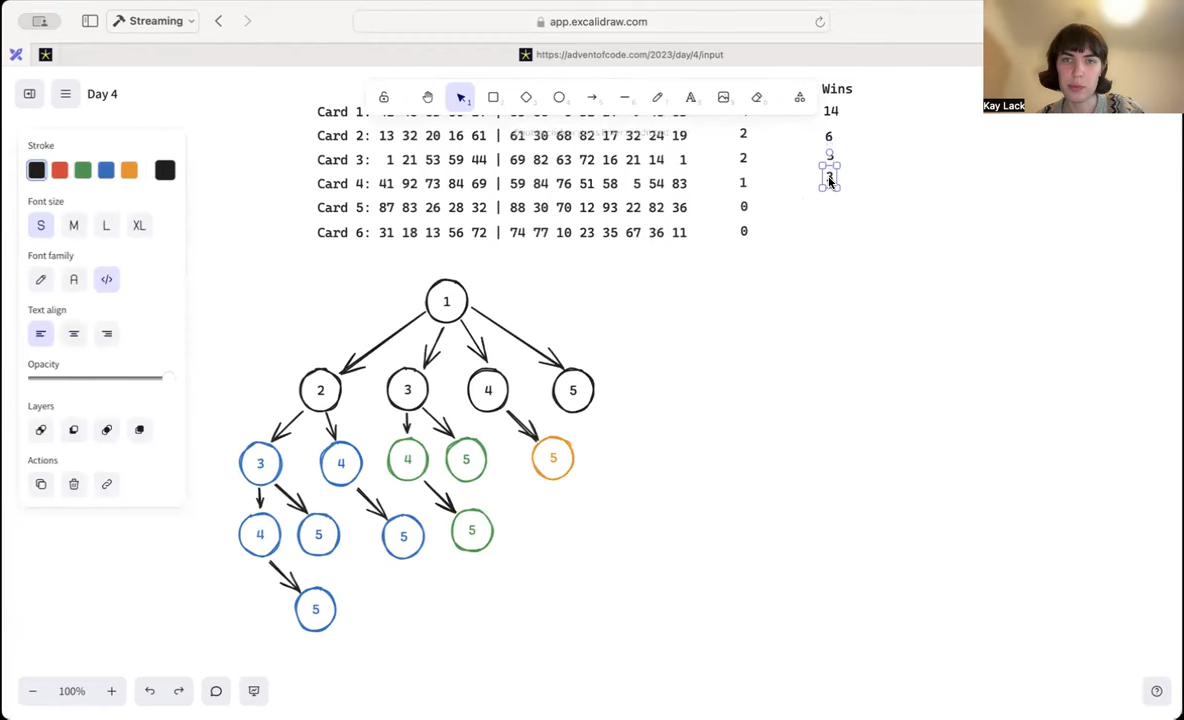 Streaming
app.excalidraw.com
https://adventofcode.com/2023/day/4/input
Day 4
Kay Lack
Wins
Card 1:
14
Card 2: 13 32 20 16 61 | 61 30 68 82 17 32 24 19 2 6
Card 3: 1 21 53 59 44 | 69 82 63 72 16 21 14 1 2
Card 4: 41 92 73 84 69 | 59 84 76 51 58 5 54 83 1
Card 5: 87 83 26 28 32 | 88 30 70 12 93 22 82 36 0
Card 6: 31 18 13 56 72 | 74 77 10 23 35 67 36 11 0
Stroke
Font size
S M L XL
Font family
A </>
Text align
Opacity
Layers
Actions
1
2 3 4 5
3 4 4 5 5
4 5 5 5
5
100%